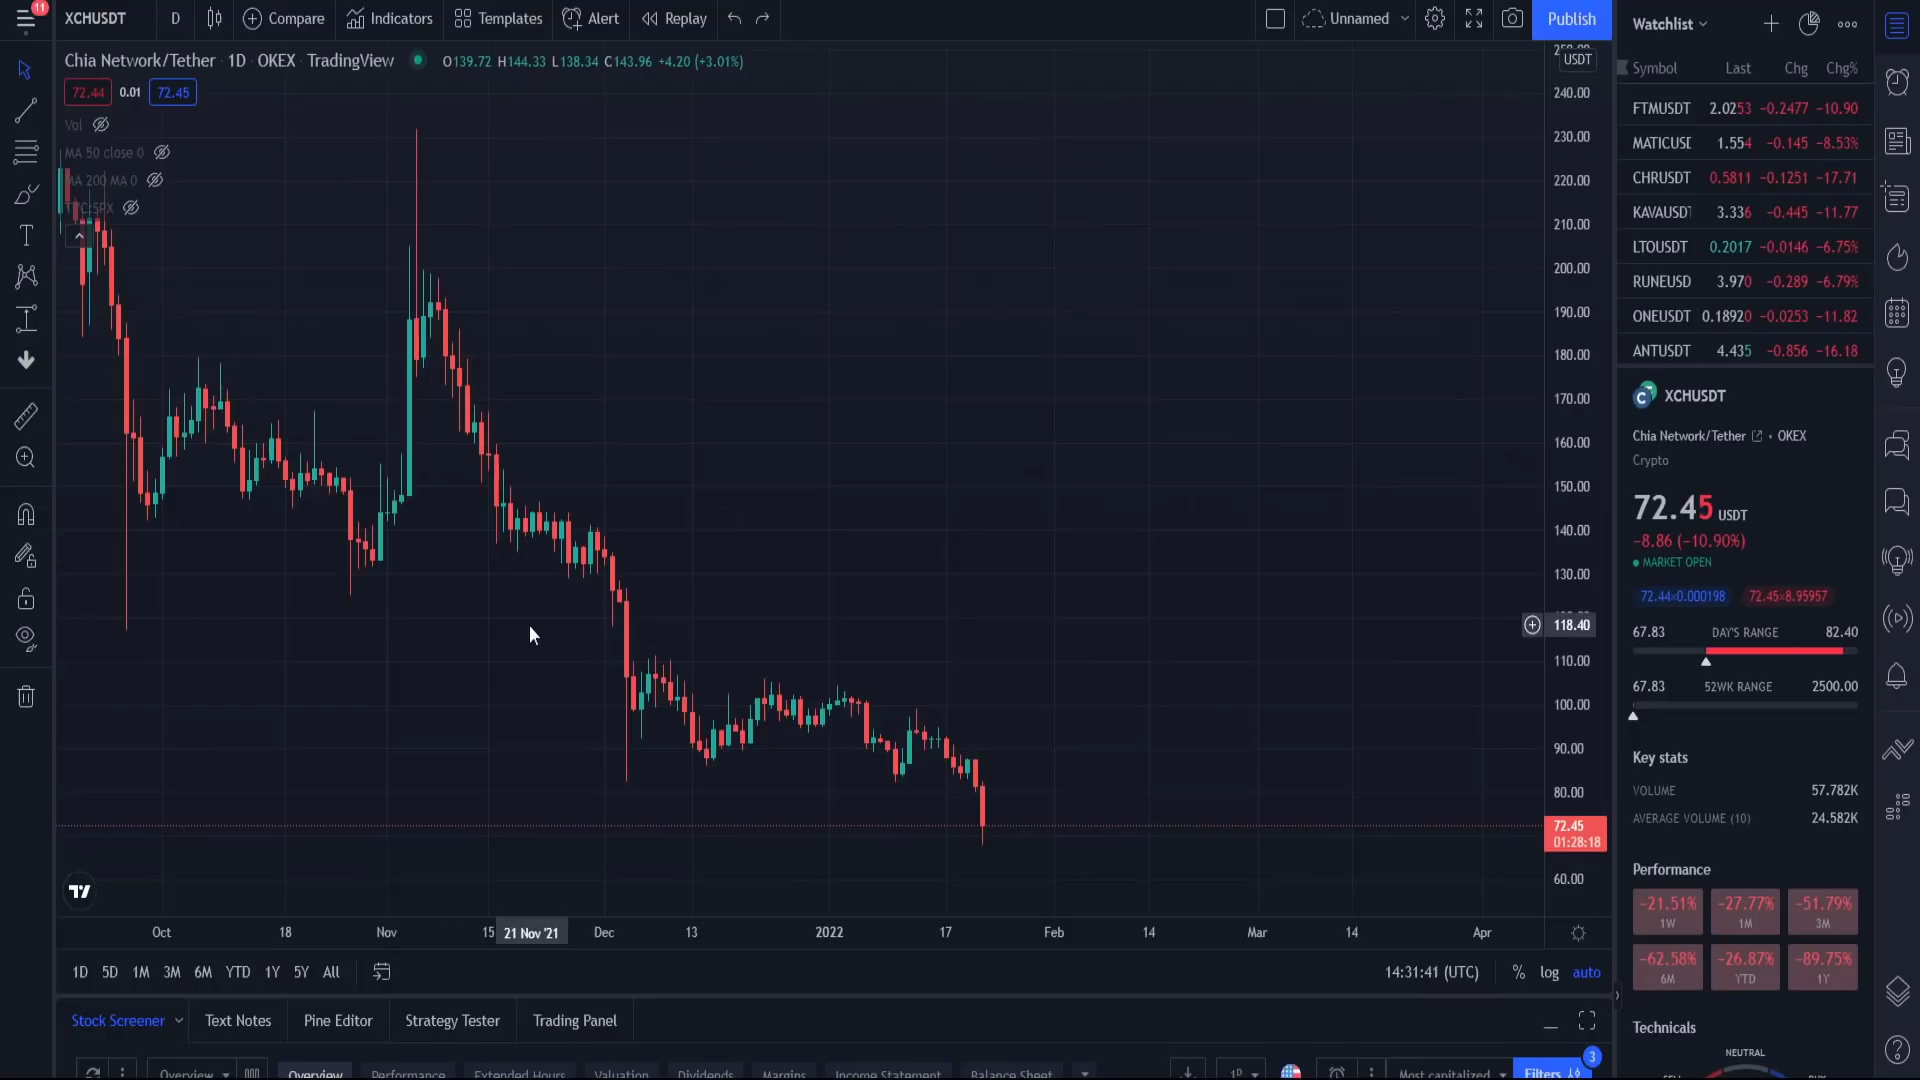 11
XCHUSDT D Compare Indicators Templates Alert Replay Unnamed Publish
Chia Network/Tether · 1D · OKEX · TradingView O139.72 H144.33 L138.34 C143.96 +4.20 (+3.01%)
72.44 0.01 72.45
Vol
MA 50 close 0
MA 200 MA 0
USDT
240.00
230.00
220.00
210.00
200.00
190.00
180.00
170.00
160.00
150.00
140.00
130.00
118.40
110.00
100.00
90.00
80.00
72.45
01:28:18
60.00
Oct 18 Nov 15 21 Nov '21 Dec 13 2022 17 Feb 14 Mar 14 Apr
1D 5D 1M 3M 6M YTD 1Y 5Y All 14:31:41 (UTC) % log auto
Stock Screener Text Notes Pine Editor Strategy Tester Trading Panel
3
Overview Overview Performance Extended Hours Valuation Dividends Margins Income Statement Balance Sheet 1D Most capitalized Filters
Watchlist
Symbol Last Chg Chg%
FTMUSDT 2.0253 −0.2477 −10.90
MATICUSD 1.554 −0.145 −8.53%
CHRUSDT 0.5811 −0.1251 −17.71
KAVAUSDT 3.336 −0.445 −11.77
LTOUSDT 0.2017 −0.0146 −6.75%
RUNEUSD 3.970 −0.289 −6.79%
ONEUSDT 0.18920 −0.0253 −11.82
ANTUSDT 4.435 −0.856 −16.18
XCHUSDT
Chia Network/Tether • OKEX
Crypto
72.45 USDT
−8.86 (−10.90%)
MARKET OPEN
72.44×0.000198 72.45×8.95957
67.83 DAY'S RANGE 82.40
67.83 52WK RANGE 2500.00
Key stats
VOLUME 57.782K
AVERAGE VOLUME (10) 24.582K
Performance
−21.51% −27.77% −51.79%
1W 1M 3M
−62.58% −26.87% −89.75%
6M YTD 1Y
Technicals
NEUTRAL